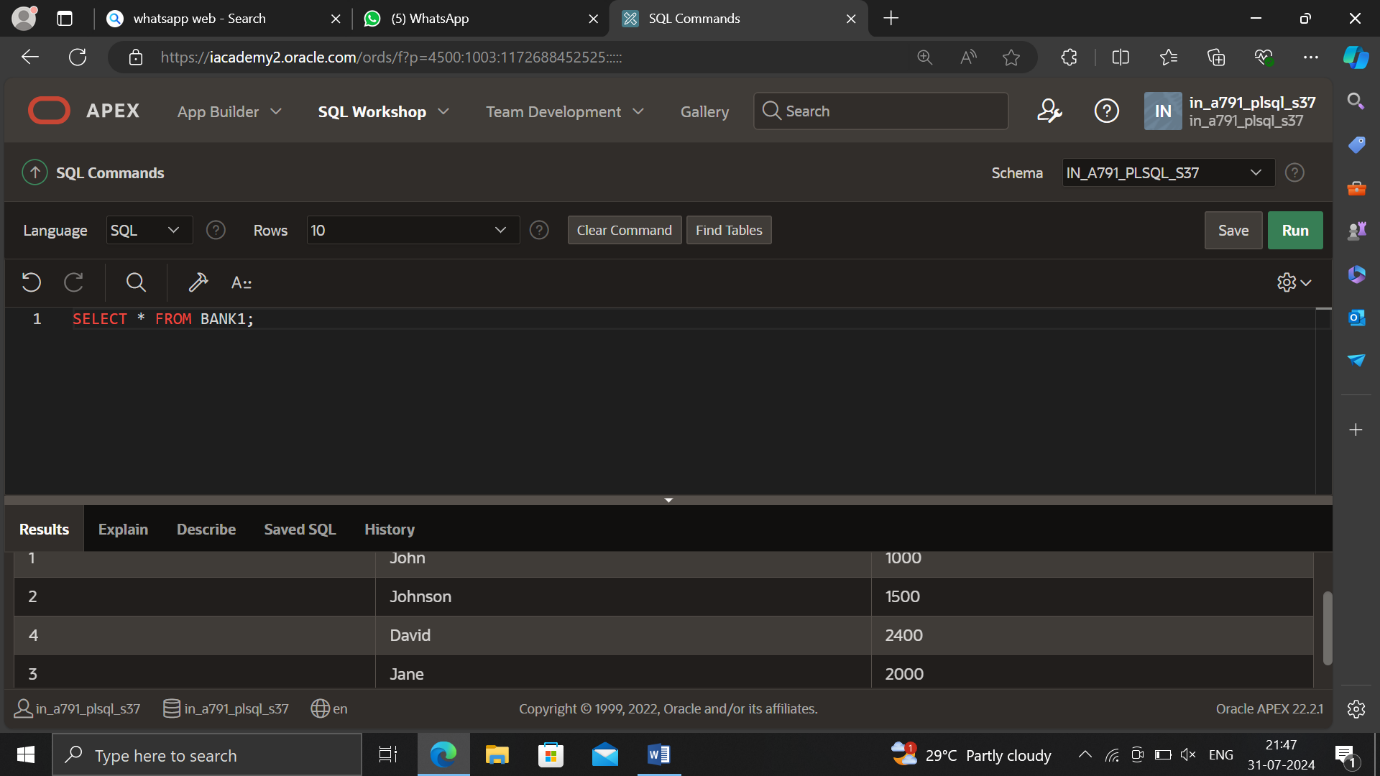 whatsapp web - Search
(5) WhatsApp
SQL Commands
https://iacademy2.oracle.com/ords/f?p=4500:1003:1172688452525:::::
APEX App Builder SQL Workshop Team Development Gallery Search IN in_a791_plsql_s37
in_a791_plsql_s37
SQL Commands Schema IN_A791_PLSQL_S37
Language SQL Rows 10 Clear Command Find Tables Save Run
A::
1 SELECT * FROM BANK1;
Results Explain Describe Saved SQL History
1 John 1000
2 Johnson 1500
4 David 2400
3 Jane 2000
in_a791_plsql_s37 in_a791_plsql_s37 en Copyright © 1999, 2022, Oracle and/or its affiliates. Oracle APEX 22.2.1
Type here to search 1 29°C Partly cloudy ENG 21:47
31-07-2024 1